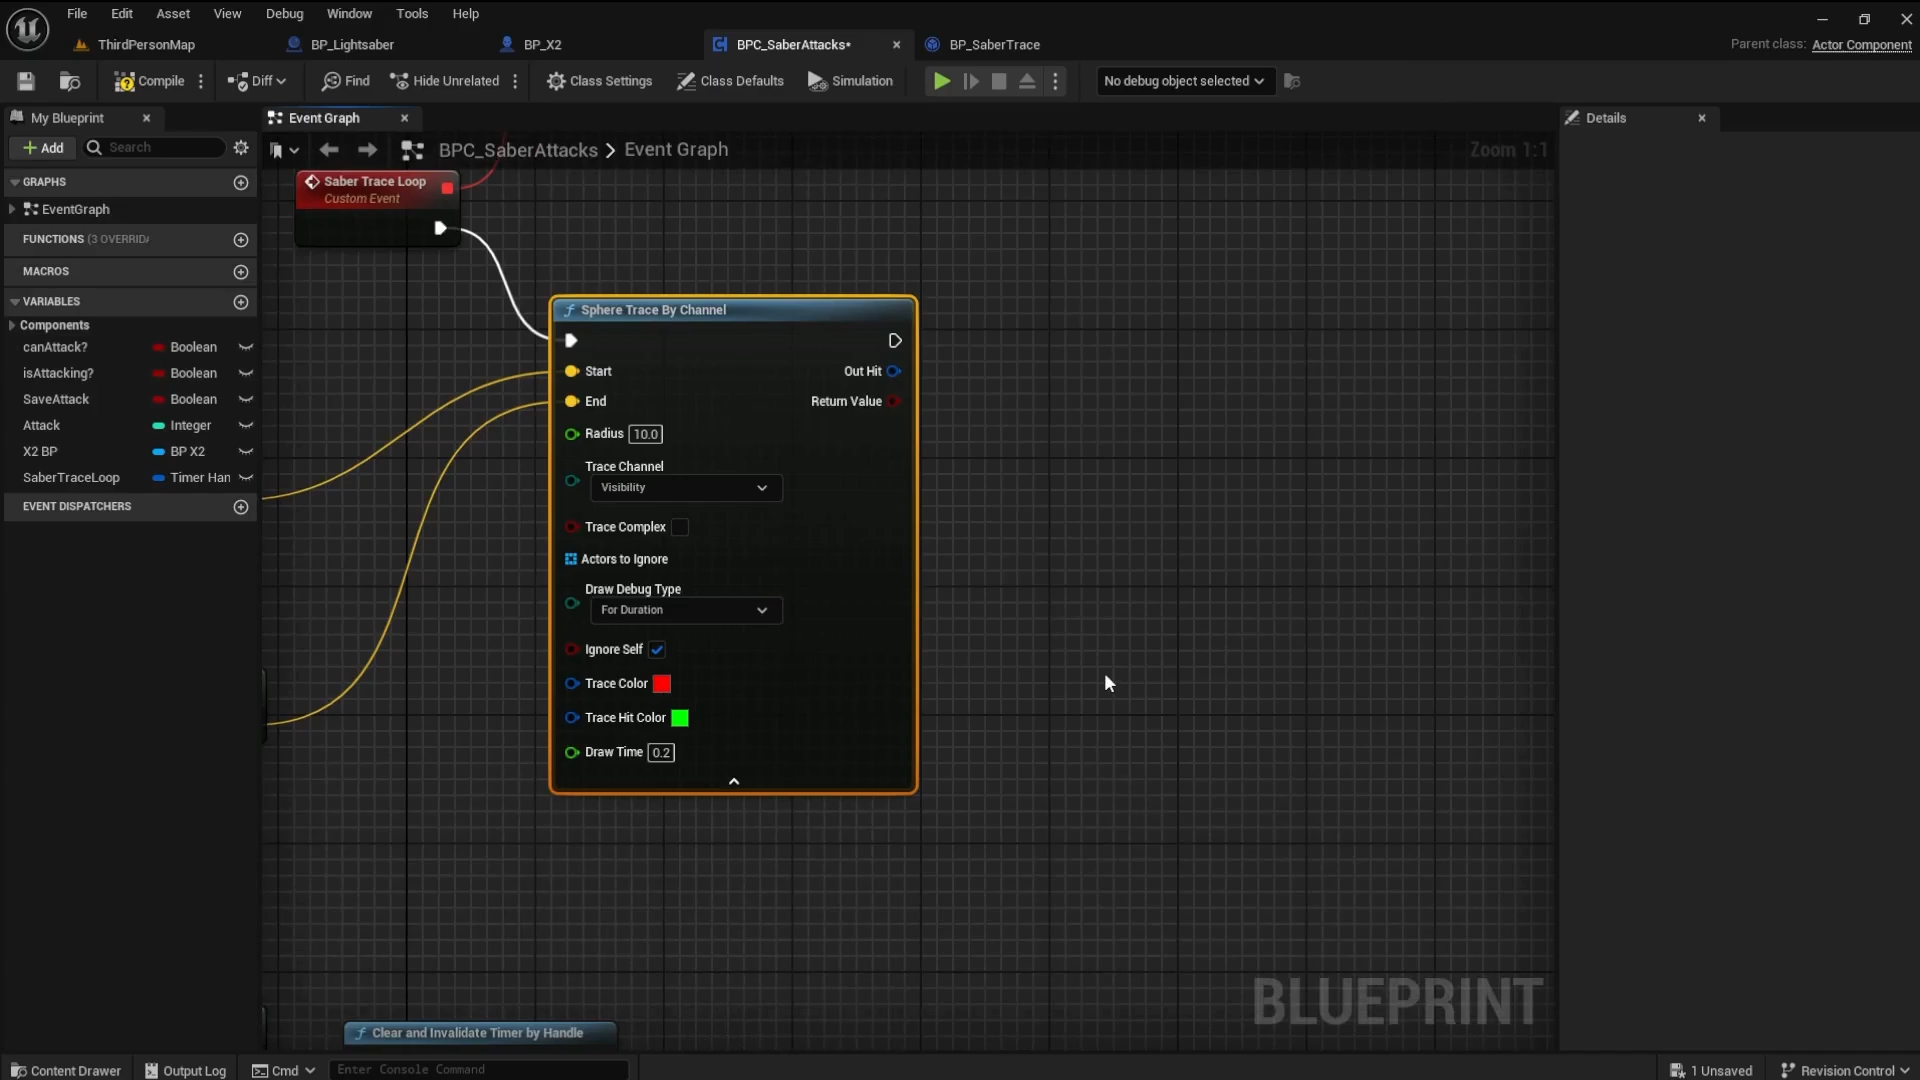 File Edit Asset View Debug Window Tools Help
ThirdPersonMap BP_Lightsaber BP_X2 BPC_SaberAttacks* BP_SaberTrace Parent class: Actor Component
Compile Diff Find Hide Unrelated Class Settings Class Defaults Simulation No debug object selected
My Blueprint Event Graph Details
Add Search BPC_SaberAttacks > Event Graph Zoom 1:1
GRAPHS
EventGraph
FUNCTIONS (3 OVERRID
MACROS
VARIABLES
Components
canAttack? Boolean
isAttacking? Boolean
SaveAttack Boolean
Attack Integer
X2 BP BP X2
SaberTraceLoop Timer Han
EVENT DISPATCHERS
Saber Trace Loop
Custom Event
Sphere Trace By Channel
Start Out Hit
End Return Value
Radius 10.0
Trace Channel
Visibility
Trace Complex
Actors to Ignore
Draw Debug Type
For Duration
Ignore Self
Trace Color
Trace Hit Color
Draw Time 0.2
BLUEPRINT
Clear and Invalidate Timer by Handle
Content Drawer Output Log Cmd Enter Console Command 1 Unsaved Revision Control